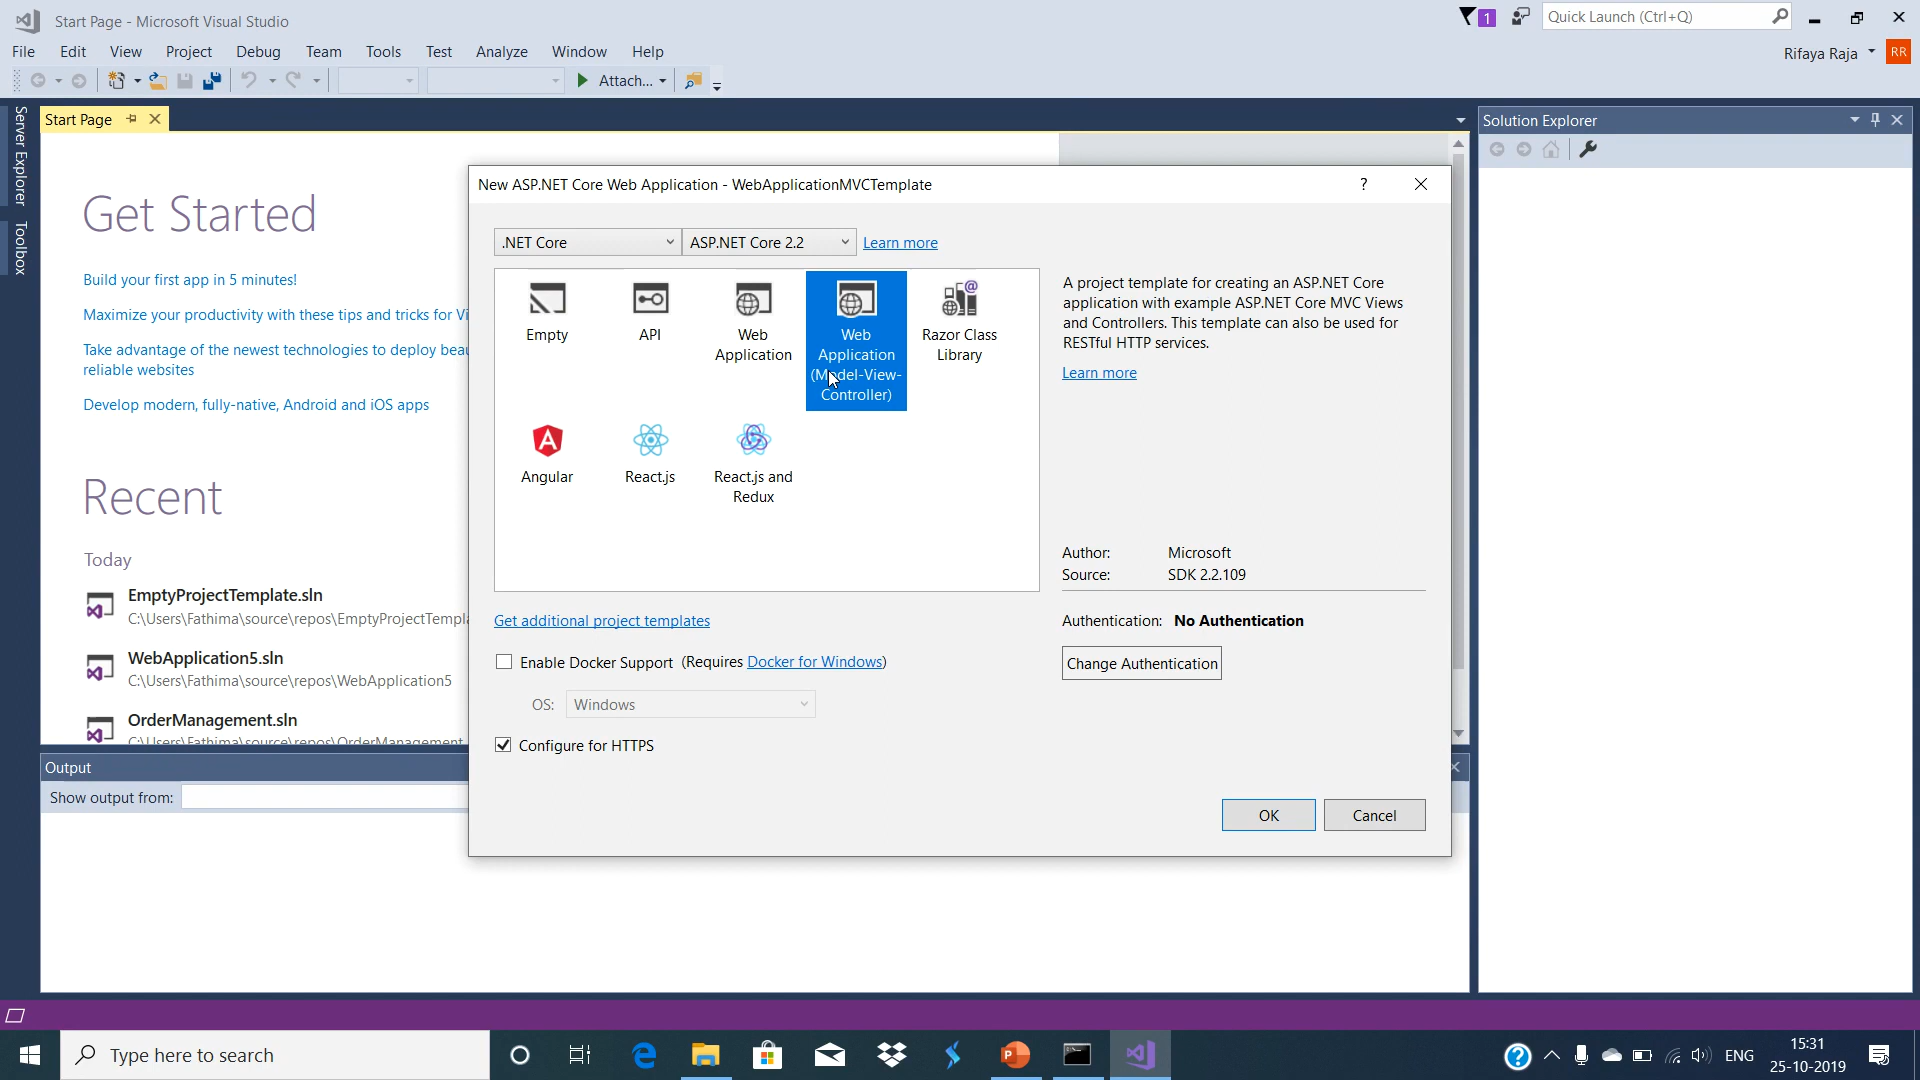 Start Page - Microsoft Visual Studio
1
Quick Launch (Ctrl+Q)
File Edit View Project Debug Team Tools Test Analyze Window Help
Rifaya Raja
RR
Attach...
Server Explorer
Toolbox
Start Page
Solution Explorer
Get Started
Build your first app in 5 minutes!
Maximize your productivity with these tips and tricks for Vi
Take advantage of the newest technologies to deploy beau
reliable websites
Develop modern, fully-native, Android and iOS apps
Recent
Today
EmptyProjectTemplate.sln
C:\Users\Fathima\source\repos\EmptyProjectTempl
WebApplication5.sln
C:\Users\Fathima\source\repos\WebApplication5
OrderManagement.sln
C:\Users\Fathima\source\repos\OrderManagement
New ASP.NET Core Web Application - WebApplicationMVCTemplate
?
.NET Core
ASP.NET Core 2.2
Learn more
Empty
API
Web
Application
Web
Application
(Model-View-
Controller)
Razor Class
Library
Angular
React.js
React.js and
Redux
A project template for creating an ASP.NET Core
application with example ASP.NET Core MVC Views
and Controllers. This template can also be used for
RESTful HTTP services.
Learn more
Author: Microsoft
Source: SDK 2.2.109
Get additional project templates
Authentication: No Authentication
Change Authentication
Enable Docker Support (Requires Docker for Windows)
OS: Windows
Configure for HTTPS
OK
Cancel
Output
Show output from:
Type here to search
ENG
15:31
25-10-2019